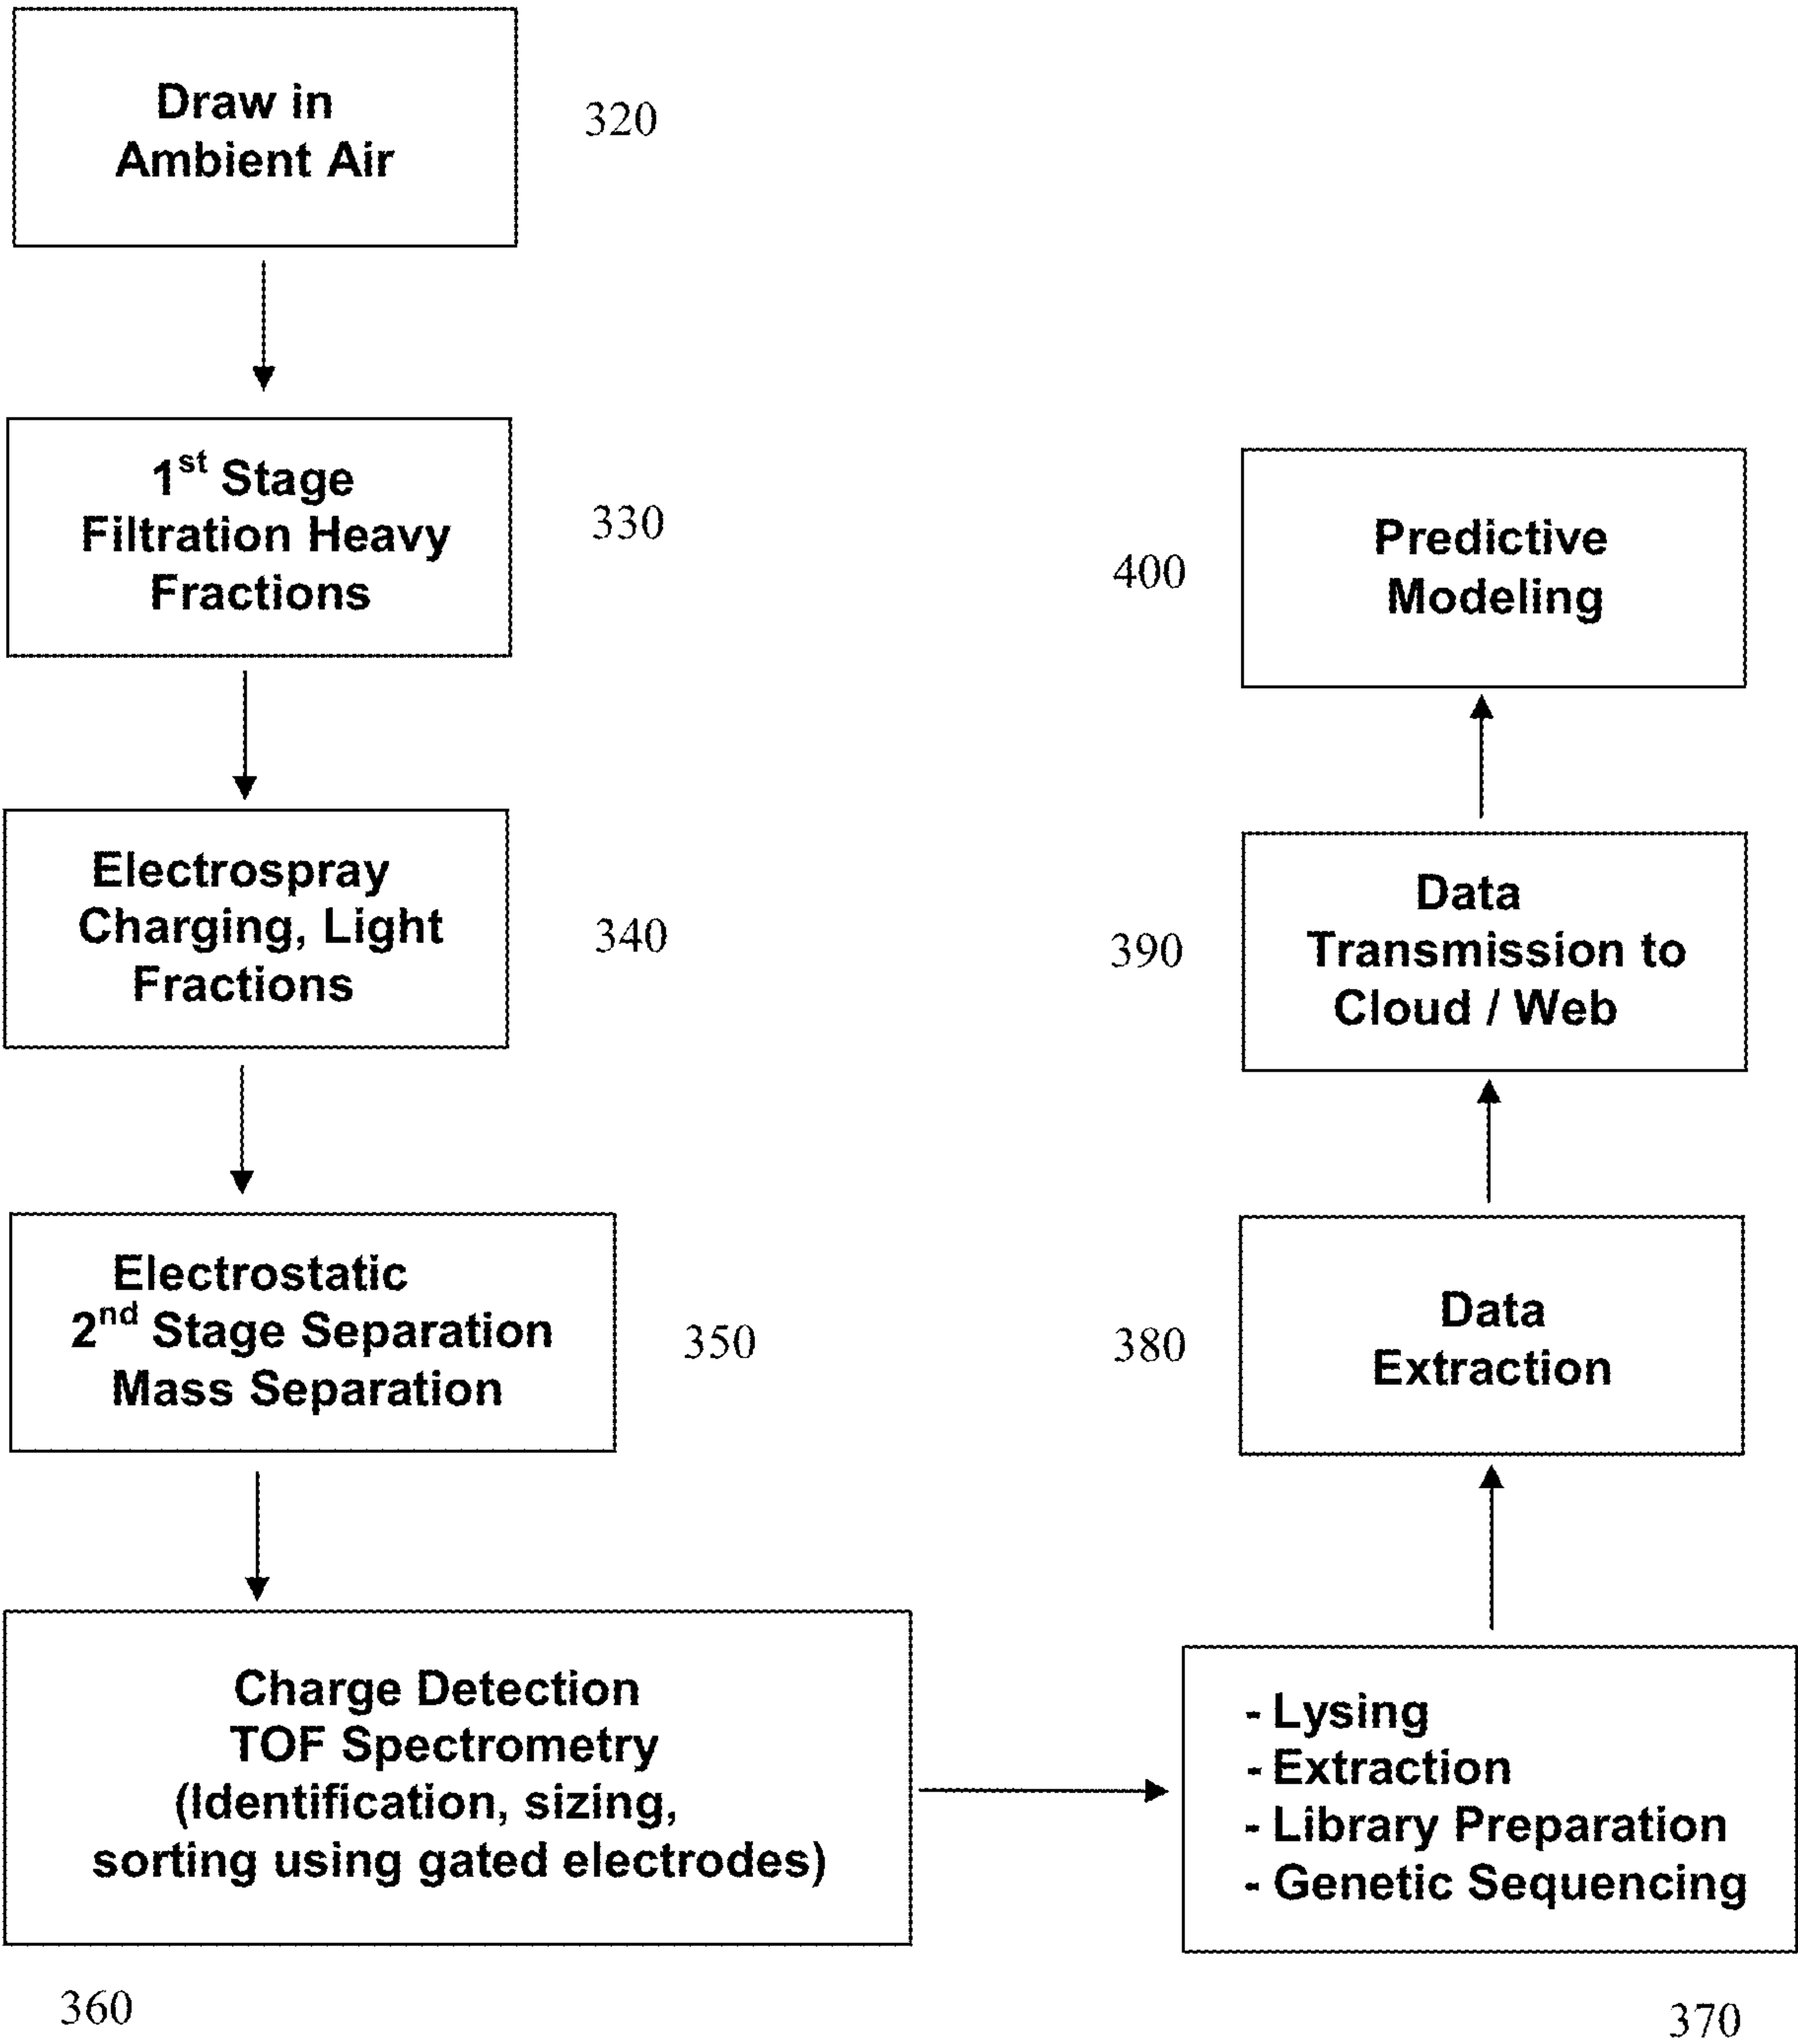 Draw in
Ambient Air
320
1st Stage
Filtration Heavy
Fractions
330
Electrospray
Charging, Light
Fractions
340
Electrostatic
2nd Stage Separation
Mass Separation
350
Charge Detection
TOF Spectrometry
(Identification, sizing,
sorting using gated electrodes)
360
- Lysing
- Extraction
- Library Preparation
- Genetic Sequencing
370
Data
Extraction
380
Data
Transmission to
Cloud / Web
390
Predictive
Modeling
400